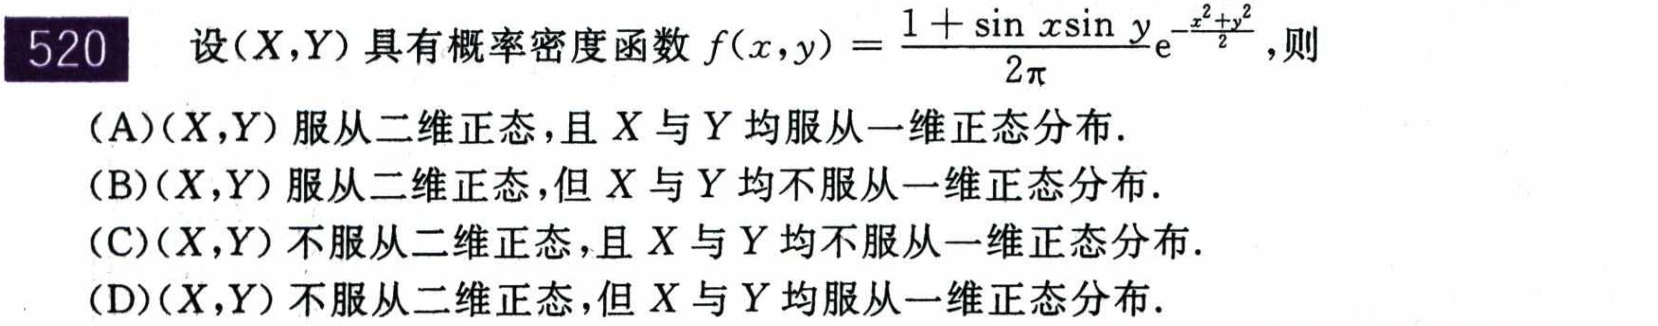 520 设(X,Y)具有概率密度函数 f(x,y) = \frac{1 + \sin x \sin y}{2π} e^{-\frac{x^2+y^2}{2}},则
(A)(X,Y)服从二维正态,且 X 与 Y 均服从一维正态分布.
(B)(X,Y)服从二维正态,但 X 与 Y 均不服从一维正态分布.
(C)(X,Y)不服从二维正态,且 X 与 Y 均不服从一维正态分布.
(D)(X,Y)不服从二维正态,但 X 与 Y 均服从一维正态分布.